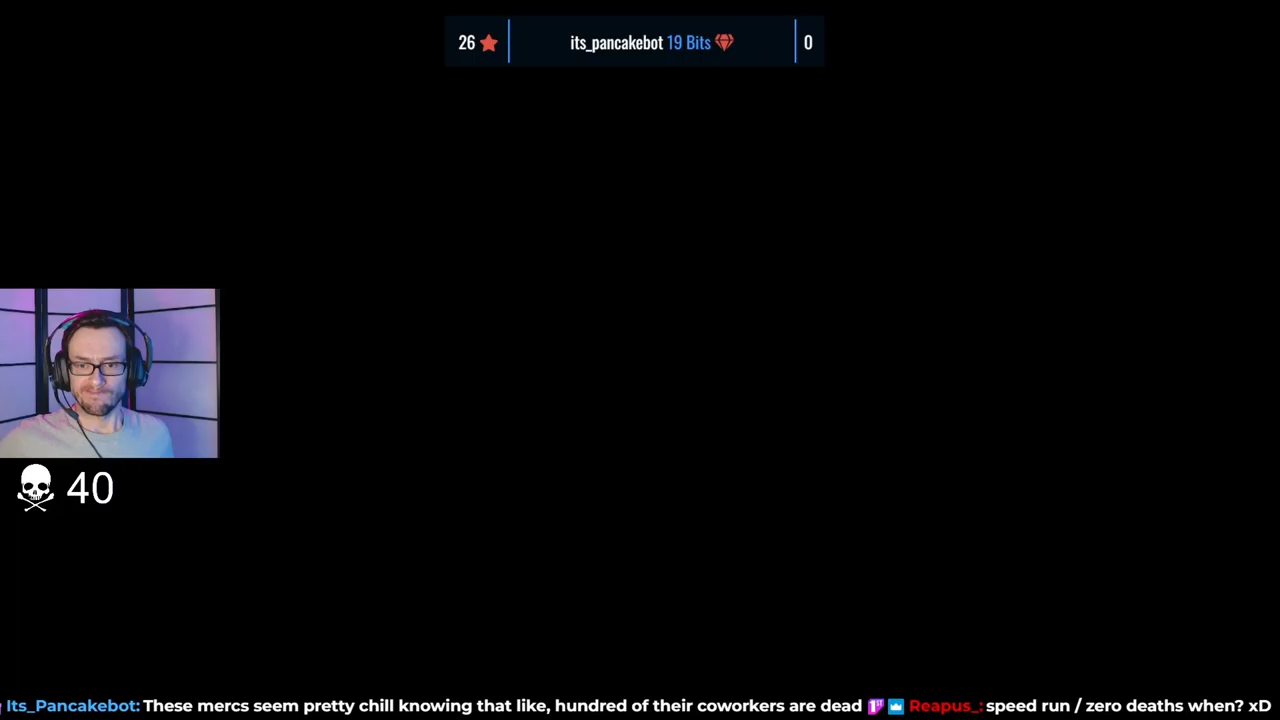 26 its_pancakebot 19 Bits 0
40
Its_Pancakebot: These mercs seem pretty chill knowing that like, hundred of their coworkers are dead Reapus_: speed run / zero deaths when? xD